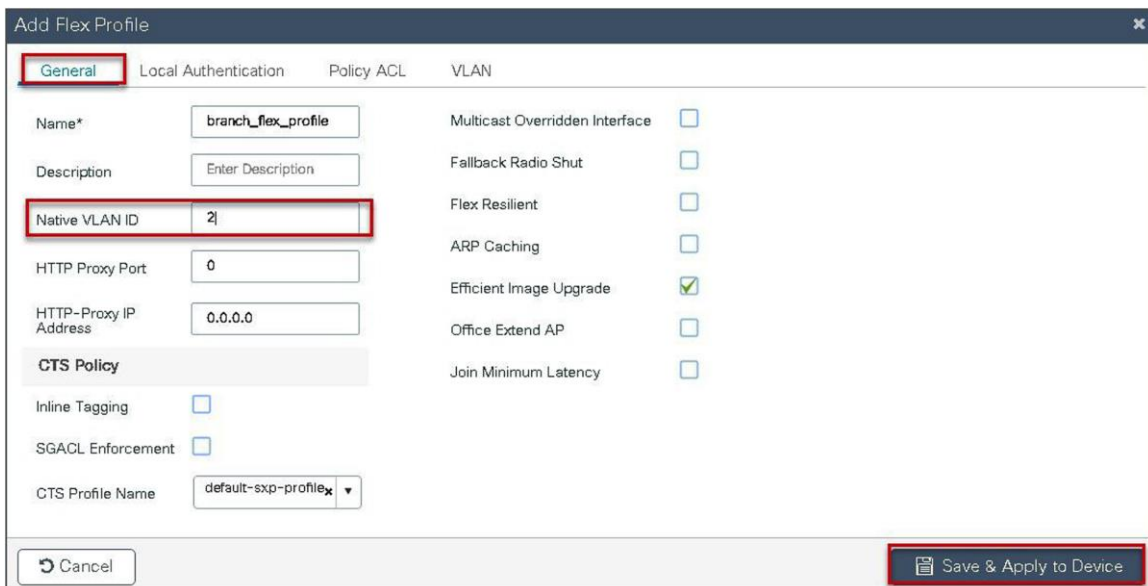 Add Flex Profile
General Local Authentication Policy ACL VLAN
Name* branch_flex_profile
Description Enter Description
Native VLAN ID 2
HTTP Proxy Port 0
HTTP-Proxy IP
Address 0.0.0.0
CTS Policy
Inline Tagging
SGACL Enforcement
CTS Profile Name default-sxp-profile x
Multicast Overridden Interface
Fallback Radio Shut
Flex Resilient
ARP Caching
Efficient Image Upgrade
Office Extend AP
Join Minimum Latency
Cancel Save & Apply to Device